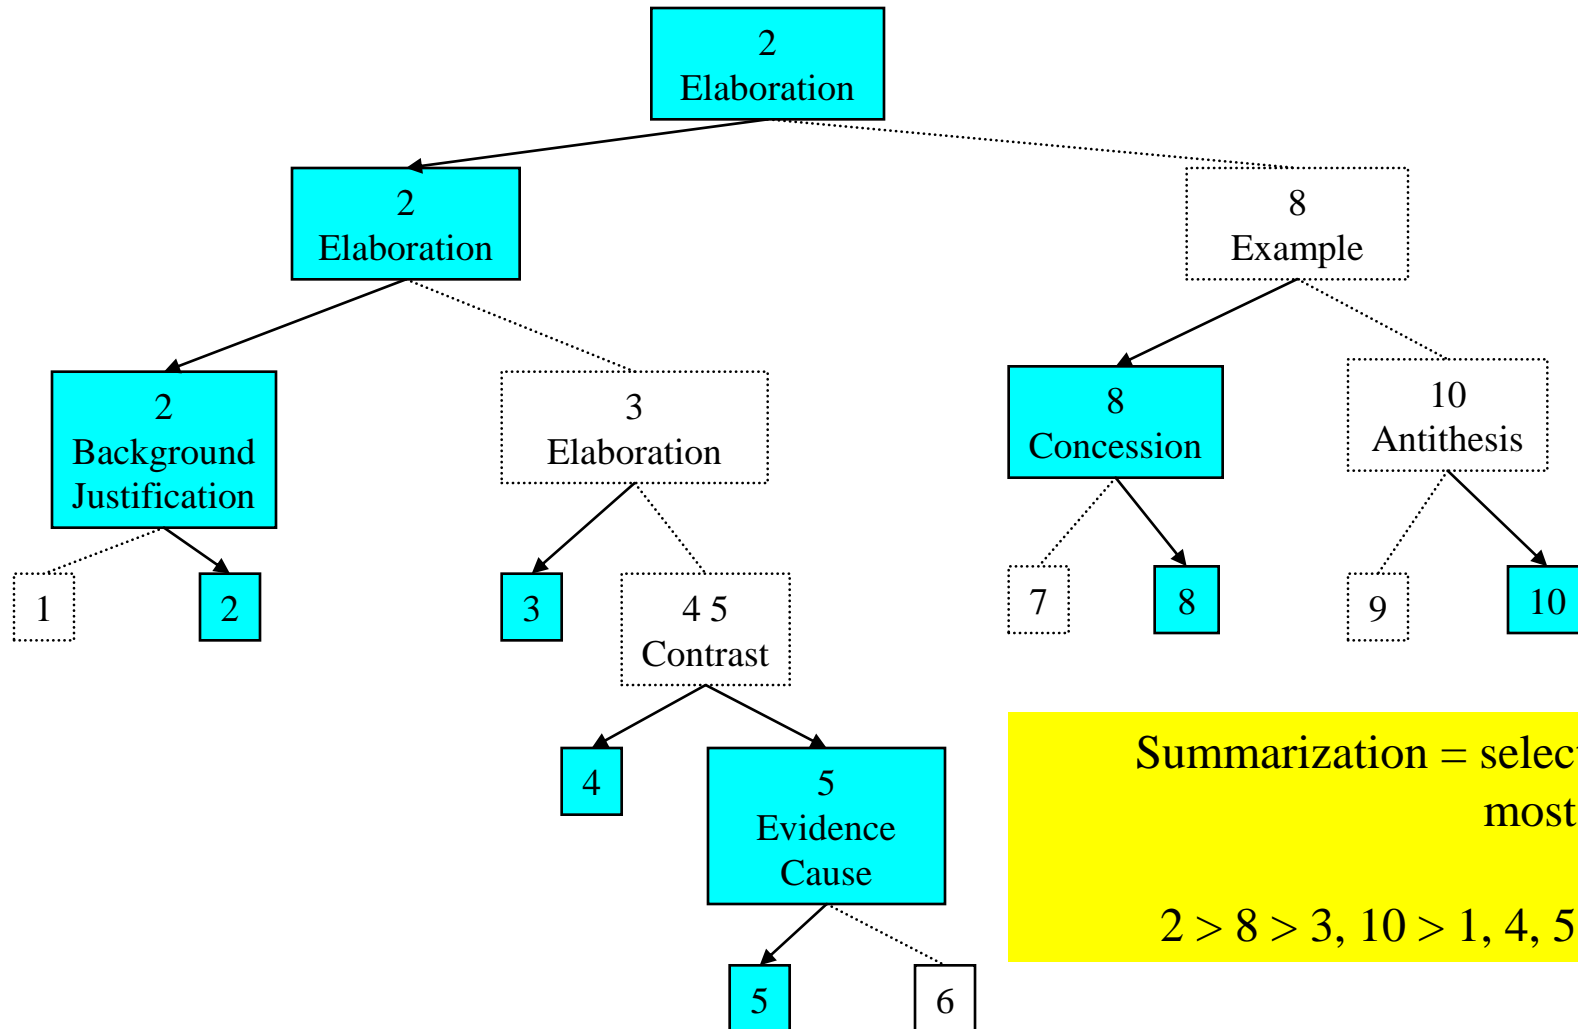 2
Elaboration
2
Elaboration
8
Example
2
Background
Justification
3
Elaboration
8
Concession
10
Antithesis
1
2
3
4 5
Contrast
7
8
9
10
4
5
Evidence
Cause
5
6
Summarization = select
most
2 > 8 > 3, 10 > 1, 4, 5